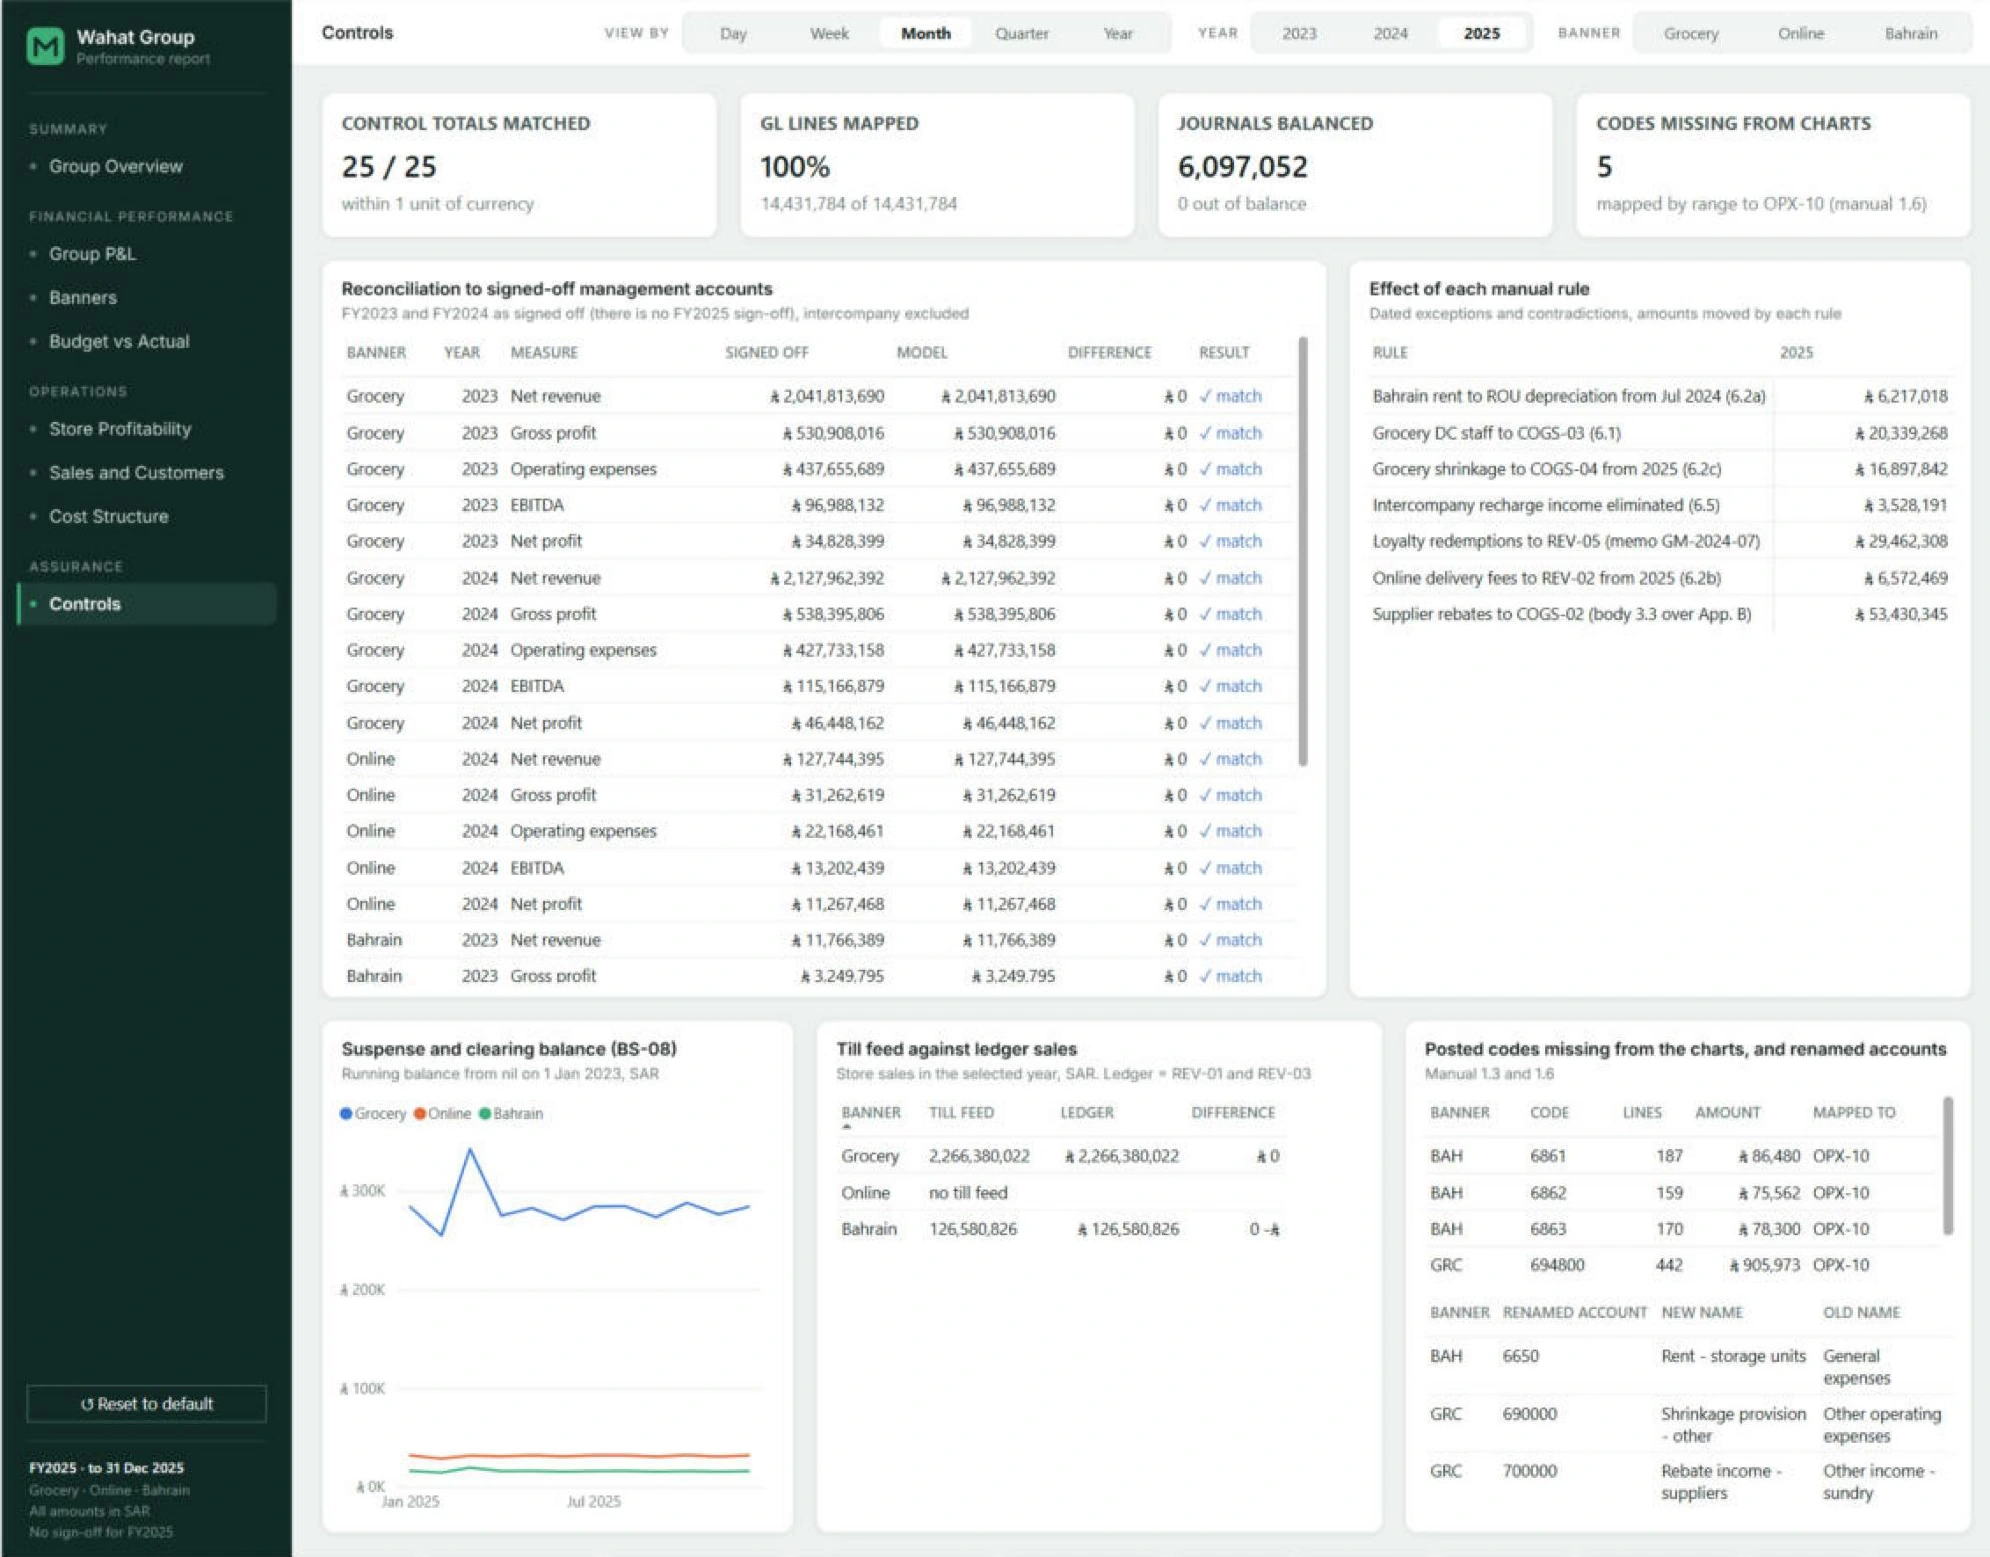 Wahat Group
Performance report
SUMMARY
Group Overview
FINANCIAL PERFORMANCE
Group P&L
Banners
Budget vs Actual
OPERATIONS
Store Profitability
Sales and Customers
Cost Structure
ASSURANCE
Controls
↺ Reset to default
FY2025 · to 31 Dec 2025
Grocery · Online · Bahrain
All amounts in SAR
No sign-off for FY2025
Controls VIEW BY Day Week Month Quarter Year YEAR 2023 2024 2025 BANNER Grocery Online Bahrain
CONTROL TOTALS MATCHED
25 / 25
within 1 unit of currency
GL LINES MAPPED
100%
14,431,784 of 14,431,784
JOURNALS BALANCED
6,097,052
0 out of balance
CODES MISSING FROM CHARTS
5
mapped by range to OPX-10 (manual 1.6)
Reconciliation to signed-off management accounts
FY2023 and FY2024 as signed off (there is no FY2025 sign-off), intercompany excluded
BANNER YEAR MEASURE SIGNED OFF MODEL DIFFERENCE RESULT
Grocery 2023 Net revenue ⃁ 2,041,813,690 ⃁ 2,041,813,690 ⃁ 0 ✓ match
Grocery 2023 Gross profit ⃁ 530,908,016 ⃁ 530,908,016 ⃁ 0 ✓ match
Grocery 2023 Operating expenses ⃁ 437,655,689 ⃁ 437,655,689 ⃁ 0 ✓ match
Grocery 2023 EBITDA ⃁ 96,988,132 ⃁ 96,988,132 ⃁ 0 ✓ match
Grocery 2023 Net profit ⃁ 34,828,399 ⃁ 34,828,399 ⃁ 0 ✓ match
Grocery 2024 Net revenue ⃁ 2,127,962,392 ⃁ 2,127,962,392 ⃁ 0 ✓ match
Grocery 2024 Gross profit ⃁ 538,395,806 ⃁ 538,395,806 ⃁ 0 ✓ match
Grocery 2024 Operating expenses ⃁ 427,733,158 ⃁ 427,733,158 ⃁ 0 ✓ match
Grocery 2024 EBITDA ⃁ 115,166,879 ⃁ 115,166,879 ⃁ 0 ✓ match
Grocery 2024 Net profit ⃁ 46,448,162 ⃁ 46,448,162 ⃁ 0 ✓ match
Online 2024 Net revenue ⃁ 127,744,395 ⃁ 127,744,395 ⃁ 0 ✓ match
Online 2024 Gross profit ⃁ 31,262,619 ⃁ 31,262,619 ⃁ 0 ✓ match
Online 2024 Operating expenses ⃁ 22,168,461 ⃁ 22,168,461 ⃁ 0 ✓ match
Online 2024 EBITDA ⃁ 13,202,439 ⃁ 13,202,439 ⃁ 0 ✓ match
Online 2024 Net profit ⃁ 11,267,468 ⃁ 11,267,468 ⃁ 0 ✓ match
Bahrain 2023 Net revenue ⃁ 11,766,389 ⃁ 11,766,389 ⃁ 0 ✓ match
Bahrain 2023 Gross profit ⃁ 3,249,795 ⃁ 3,249,795 ⃁ 0 ✓ match
Effect of each manual rule
Dated exceptions and contradictions, amounts moved by each rule
RULE 2025
Bahrain rent to ROU depreciation from Jul 2024 (6.2a) ⃁ 6,217,018
Grocery DC staff to COGS-03 (6.1) ⃁ 20,339,268
Grocery shrinkage to COGS-04 from 2025 (6.2c) ⃁ 16,897,842
Intercompany recharge income eliminated (6.5) ⃁ 3,528,191
Loyalty redemptions to REV-05 (memo GM-2024-07) ⃁ 29,462,308
Online delivery fees to REV-02 from 2025 (6.2b) ⃁ 6,572,469
Supplier rebates to COGS-02 (body 3.3 over App. B) ⃁ 53,430,345
Suspense and clearing balance (BS-08)
Running balance from nil on 1 Jan 2023, SAR
Grocery Online Bahrain
⃁ 300K
⃁ 200K
⃁ 100K
⃁ 0K
Jan 2025 Jul 2025
Till feed against ledger sales
Store sales in the selected year, SAR. Ledger = REV-01 and REV-03
BANNER TILL FEED LEDGER DIFFERENCE
Grocery 2,266,380,022 ⃁ 2,266,380,022 ⃁ 0
Online no till feed
Bahrain 126,580,826 ⃁ 126,580,826 0 -⃁
Posted codes missing from the charts, and renamed accounts
Manual 1.3 and 1.6
BANNER CODE LINES AMOUNT MAPPED TO
BAH 6861 187 ⃁ 86,480 OPX-10
BAH 6862 159 ⃁ 75,562 OPX-10
BAH 6863 170 ⃁ 78,300 OPX-10
GRC 694800 442 ⃁ 905,973 OPX-10
BANNER RENAMED ACCOUNT NEW NAME OLD NAME
BAH 6650 Rent - storage units General
expenses
GRC 690000 Shrinkage provision Other operating
- other expenses
GRC 700000 Rebate income - Other income -
suppliers sundry